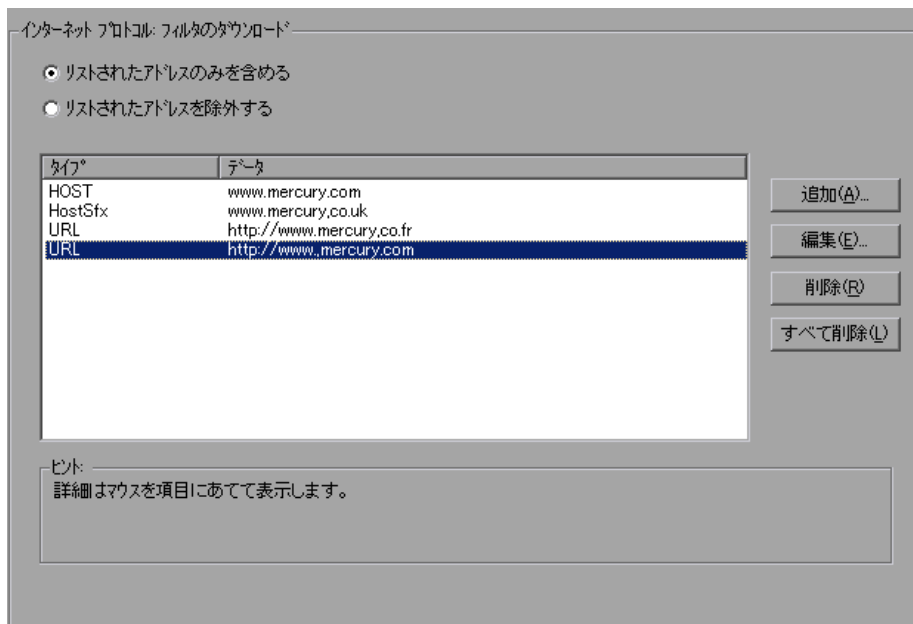 インターネット プロトコル: フィルタのダウンロード
リストされたアドレスのみを含める
リストされたアドレスを除外する
タイプ データ
HOST www.mercury.com
HostSfx www.mercury,co.uk
URL http://www.mercury,co.fr
URL http://www.,mercury.com
追加(A)...
編集(E)...
削除(R)
すべて削除(L)
ヒント:
詳細はマウスを項目にあてて表示します。